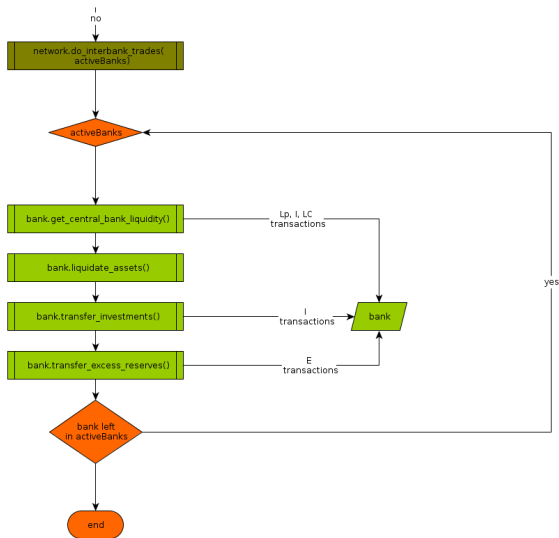 no
network.do_interbank_trades(
activeBanks)
activeBanks
bank.get_central_bank_liquidity()
Lp, I, LC
transactions
bank.liquidate_assets()
yes
bank.transfer_investments()
I
transactions
bank
bank.transfer_excess_reserves()
E
transactions
bank left
in activeBanks
end